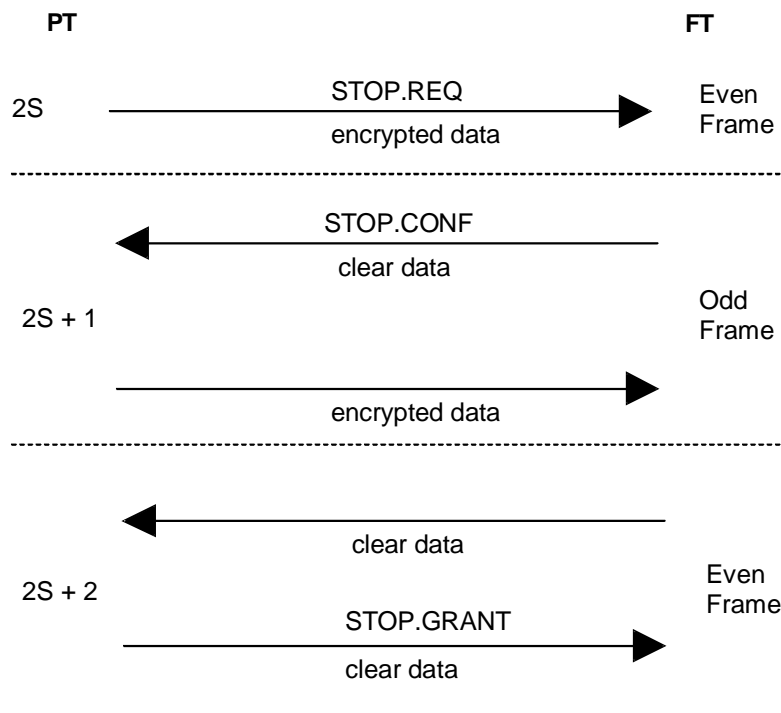 PT
FT
2S
STOP.REQ
encrypted data
Even
Frame
STOP.CONF
clear data
2S + 1
Odd
Frame
encrypted data
clear data
2S + 2
Even
Frame
STOP.GRANT
clear data